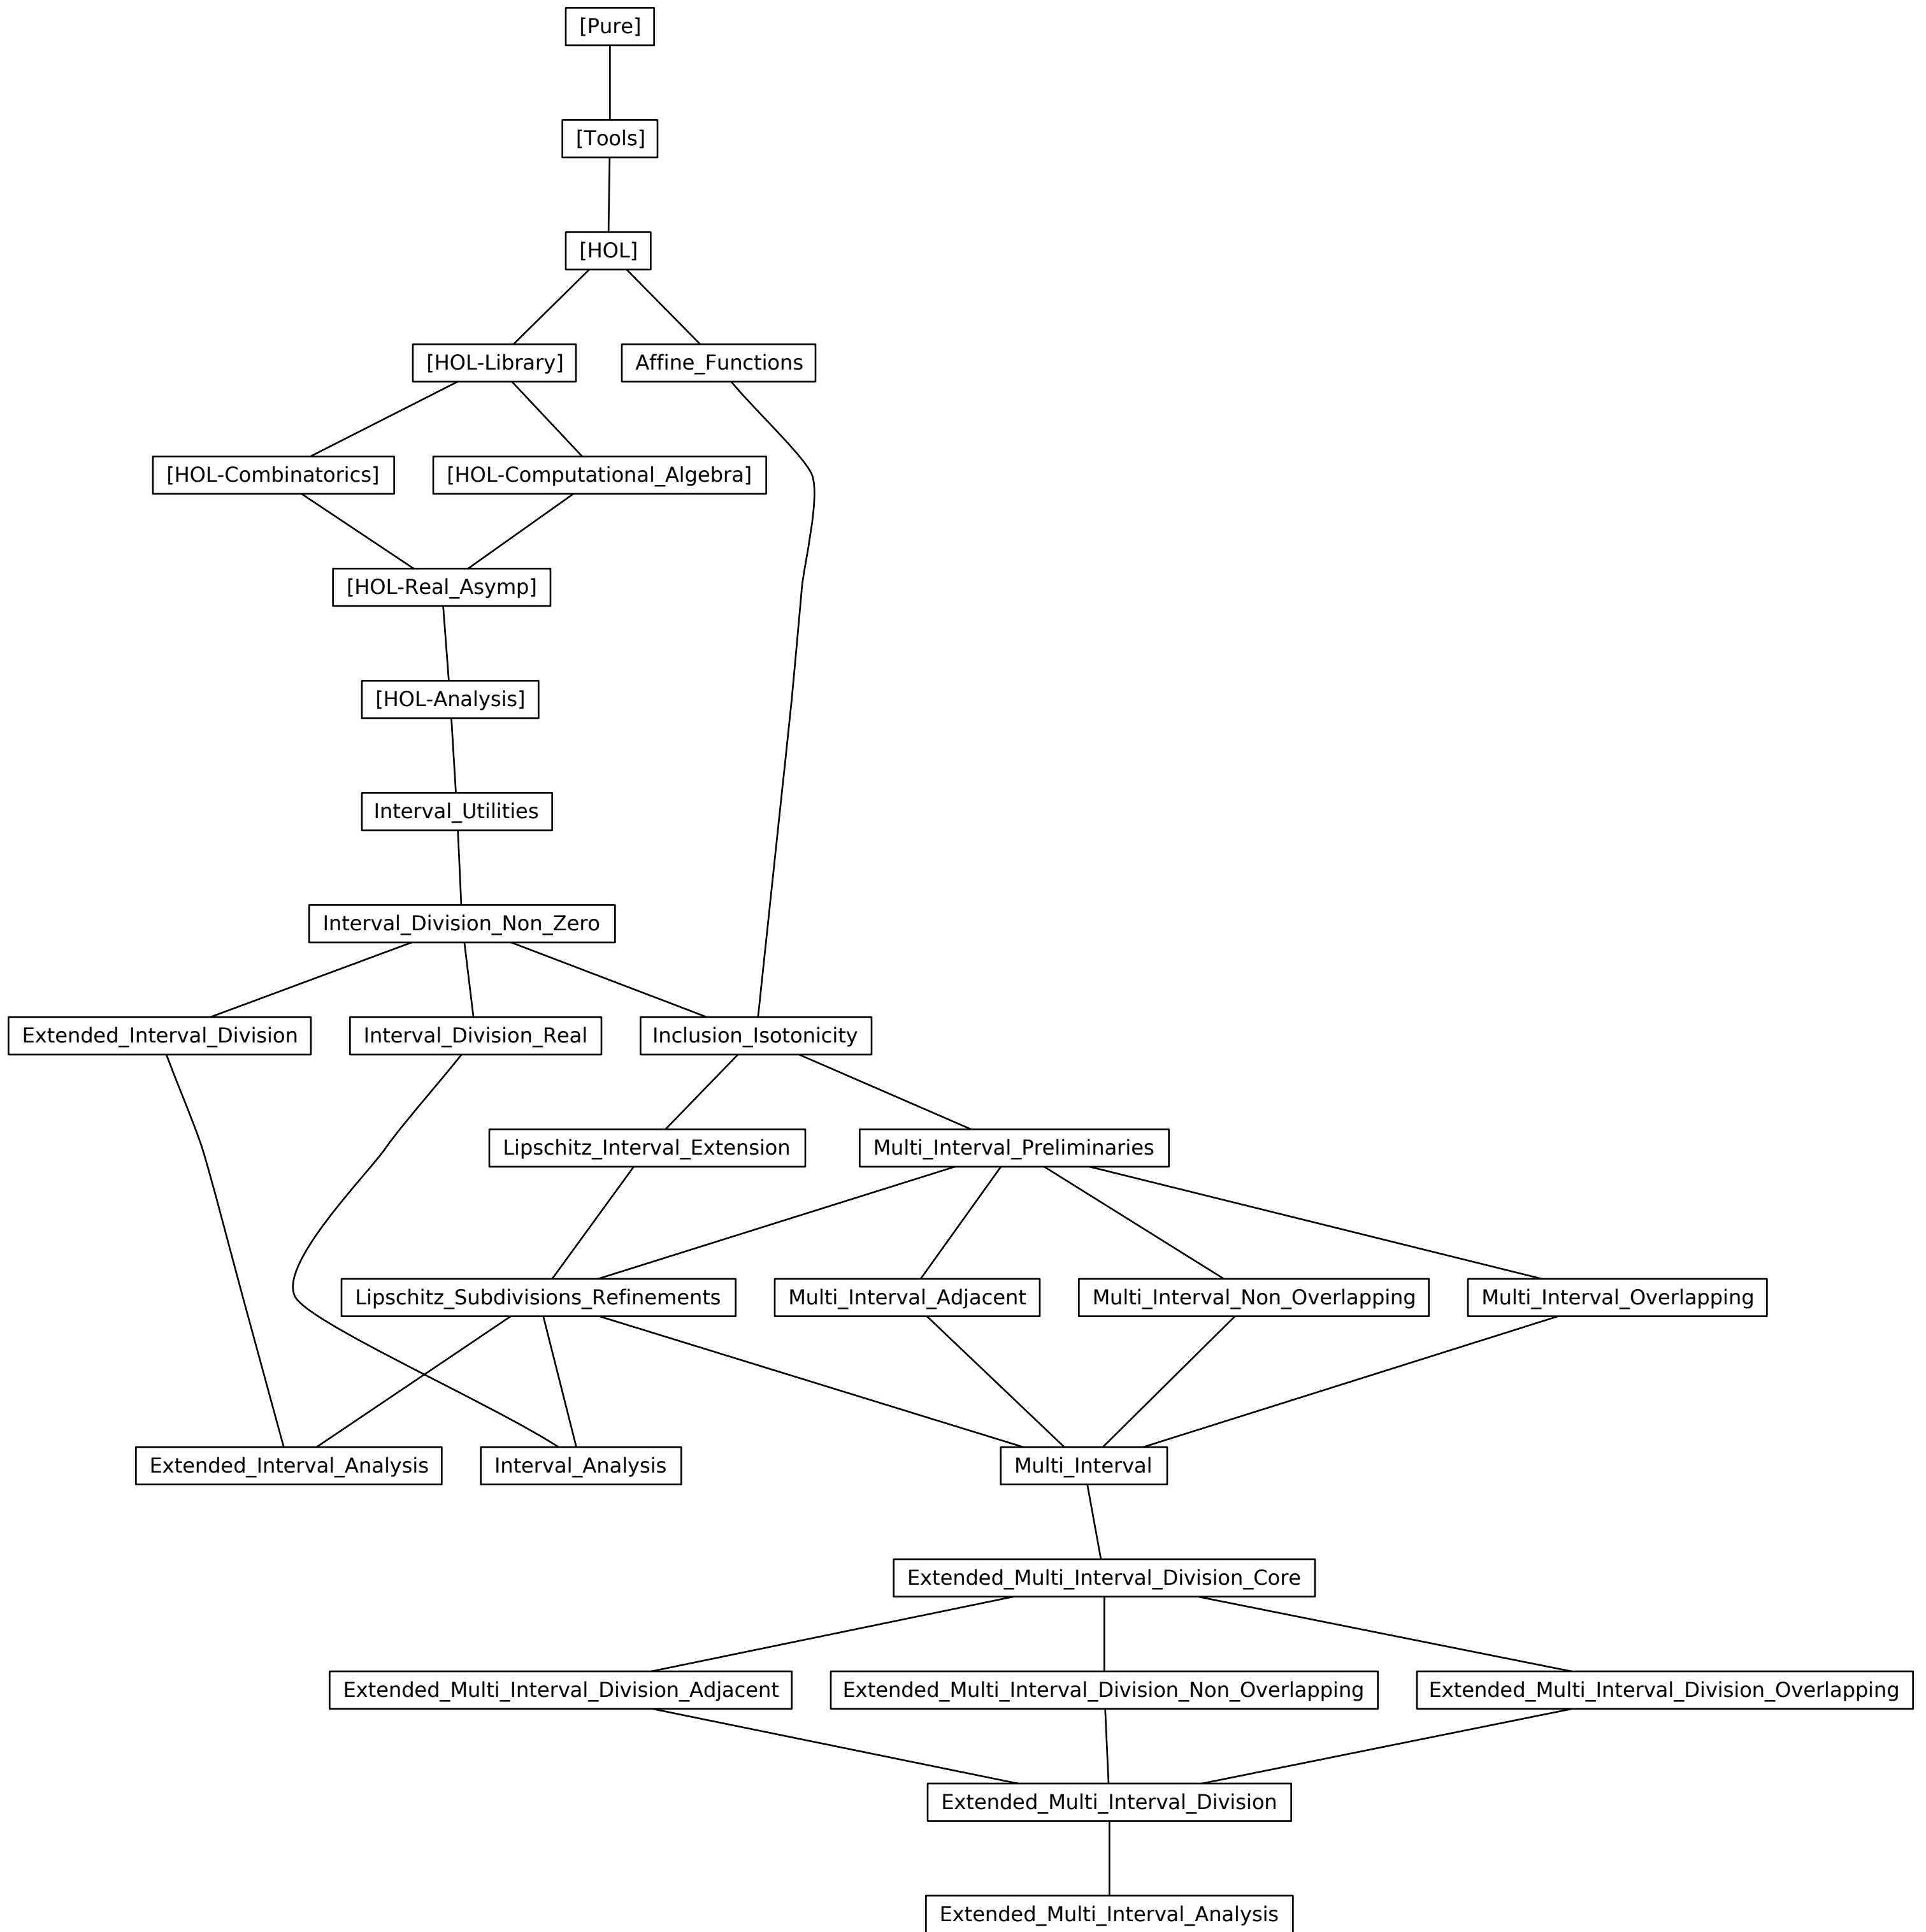 [Pure]
[Tools]
[HOL]
[HOL-Library]
Affine_Functions
[HOL-Combinatorics]
[HOL-Computational_Algebra]
[HOL-Real_Asymp]
[HOL-Analysis]
Interval_Utilities
Interval_Division_Non_Zero
Extended_Interval_Division
Interval_Division_Real
Inclusion_Isotonicity
Lipschitz_Interval_Extension
Multi_Interval_Preliminaries
Lipschitz_Subdivisions_Refinements
Multi_Interval_Adjacent
Multi_Interval_Non_Overlapping
Multi_Interval_Overlapping
Extended_Interval_Analysis
Interval_Analysis
Multi_Interval
Extended_Multi_Interval_Division_Core
Extended_Multi_Interval_Division_Adjacent
Extended_Multi_Interval_Division_Non_Overlapping
Extended_Multi_Interval_Division_Overlapping
Extended_Multi_Interval_Division
Extended_Multi_Interval_Analysis